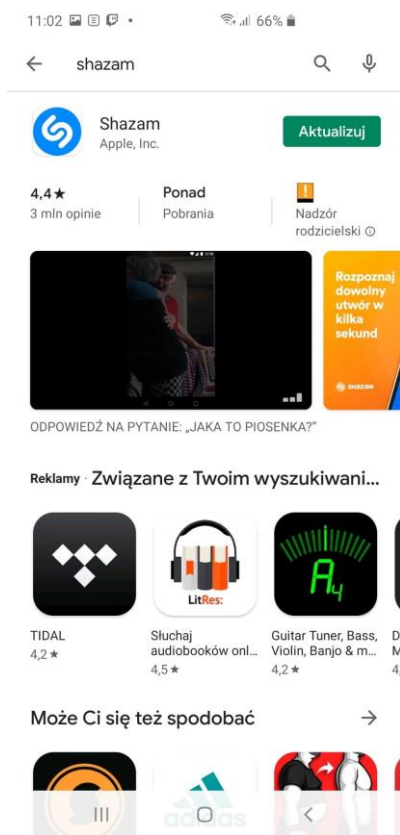 11:02
66%
shazam
Shazam
Apple, Inc.
Aktualizuj
4,4★
3 mln opinie
Ponad
Pobrania
Nadzór
rodzicielski
Rozpoznaj
dowolny
utwór w
kilka
sekund
SHAZAM
ODPOWIEDŹ NA PYTANIE: „JAKA TO PIOSENKA?”
Reklamy · Związane z Twoim wyszukiwani...
LitRes:
A4
TIDAL
4,2 ★
Słuchaj
audiobooków onl...
4,5 ★
Guitar Tuner, Bass,
Violin, Banjo & m...
4,2 ★
D
M
4,
Może Ci się też spodobać
adidas